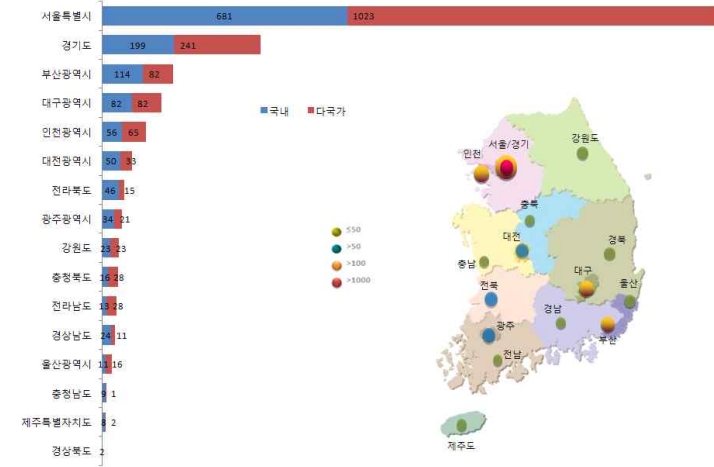 서울특별시 681 1023
경기도 199 241
부산광역시 114 82
대구광역시 82 82
인천광역시 56 65
대전광역시 50 33
전라북도 46 15
광주광역시 34 21
강원도 23 23
충청북도 16 28
전라남도 13 28
경상남도 24 11
울산광역시 11 16
충청남도 9 1
제주특별자치도 8 2
경상북도 2
국내 다국가
≤50
>50
>100
>1000
강원도
서울/경기
인천
충북
대전
경북
충남
대구
울산
전북
경남
광주
부산
전남
제주도